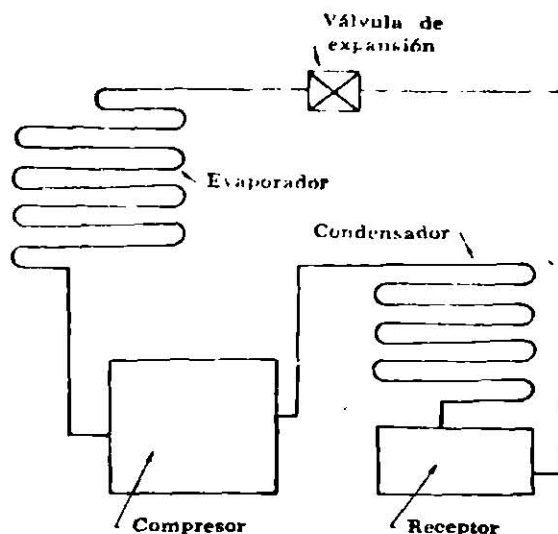 Válvula de
expansión
Evaporador
Condensador
Compresor
Receptor